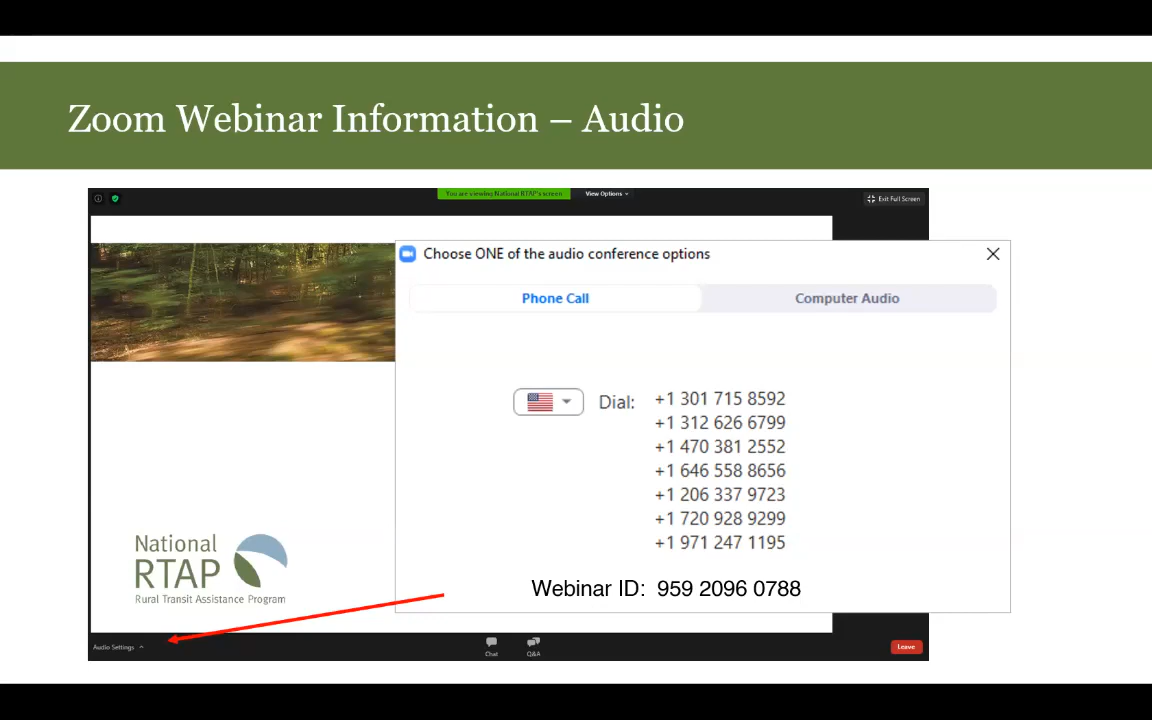 Zoom Webinar Information – Audio
You are viewing National RTAP's screen
View Options
Exit Full Screen
Choose ONE of the audio conference options
Phone Call
Computer Audio
Dial:
+1 301 715 8592
+1 312 626 6799
+1 470 381 2552
+1 646 558 8656
+1 206 337 9723
+1 720 928 9299
+1 971 247 1195
National
RTAP
Rural Transit Assistance Program
Webinar ID: 959 2096 0788
Audio Settings
Chat
Q&A
Leave